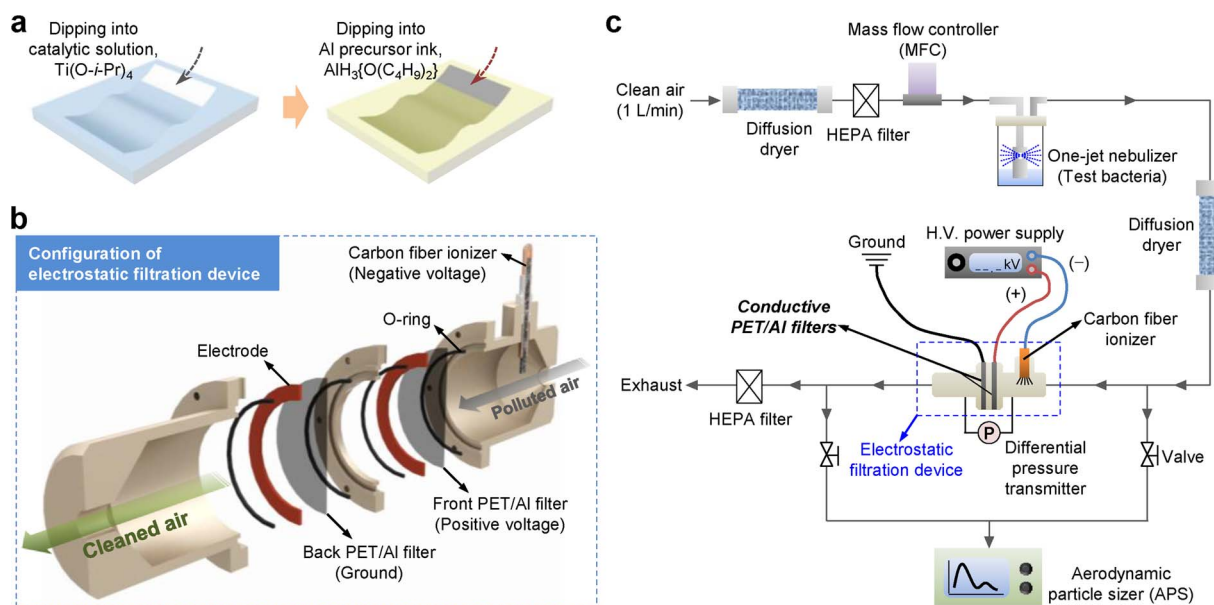 a
Dipping into
catalytic solution,
Ti(O-i-Pr)4
Dipping into
Al precursor ink,
AlH3{O(C4H9)2}
b
Configuration of
electrostatic filtration device
Carbon fiber ionizer
(Negative voltage)
O-ring
Electrode
Polluted air
Front PET/Al filter
(Positive voltage)
Back PET/Al filter
(Ground)
Cleaned air
c
Mass flow controller
(MFC)
Clean air
(1 L/min)
Diffusion
dryer
HEPA filter
One-jet nebulizer
(Test bacteria)
Diffusion
dryer
Ground
H.V. power supply
_ _._ kV
(−)
(+)
Conductive
PET/Al filters
Carbon fiber
ionizer
Exhaust
HEPA filter
P
Electrostatic
filtration device
Differential
pressure
transmitter
Valve
Aerodynamic
particle sizer (APS)